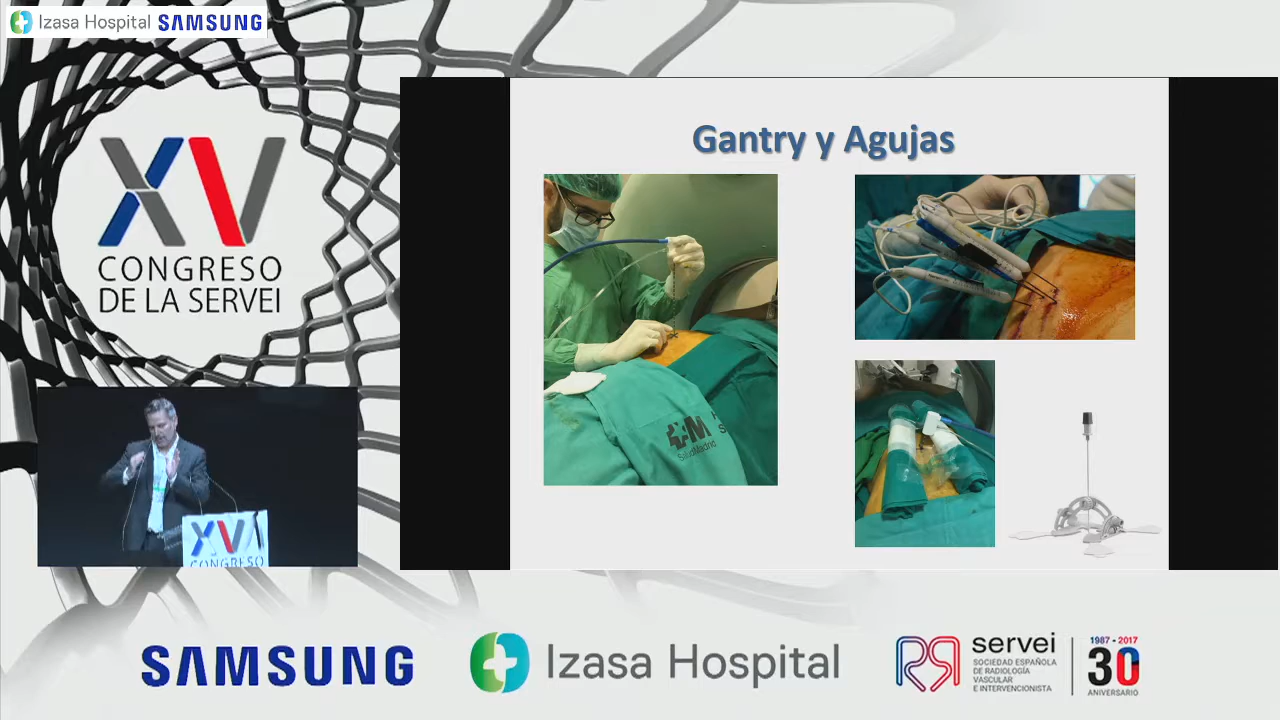 Izasa Hospital SAMSUNG
XV
CONGRESO
DE LA SERVEI
Gantry y Agujas
M
SaludMadrid
XV
CONGRESO
SAMSUNG
Izasa Hospital
servei
SOCIEDAD ESPAÑOLA
DE RADIOLOGÍA
VASCULAR
E INTERVENCIONISTA
1987 • 2017
30
ANIVERSARIO